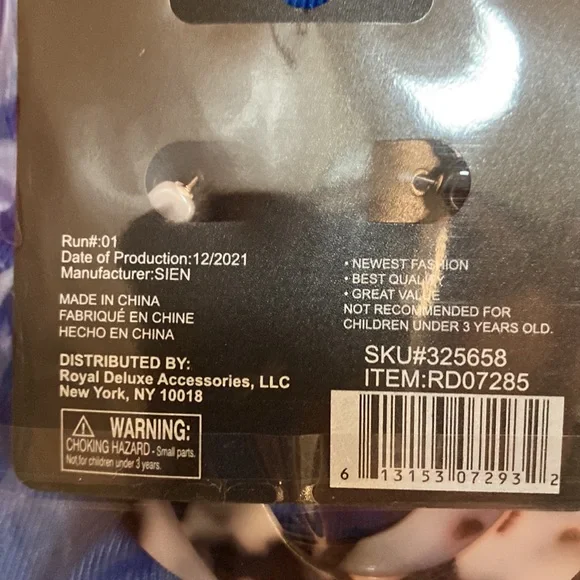 Run#:01
Date of Production:12/2021
Manufacturer:SIEN
MADE IN CHINA
FABRIQUÉ EN CHINE
HECHO EN CHINA
DISTRIBUTED BY:
Royal Deluxe Accessories, LLC
New York, NY 10018
WARNING:
CHOKING HAZARD - Small parts.
Not for children under 3 years.
• NEWEST FASHION
• BEST QUALITY
• GREAT VALUE
NOT RECOMMENDED FOR
CHILDREN UNDER 3 YEARS OLD.
SKU#325658
ITEM:RD07285
6 13153 07293 2